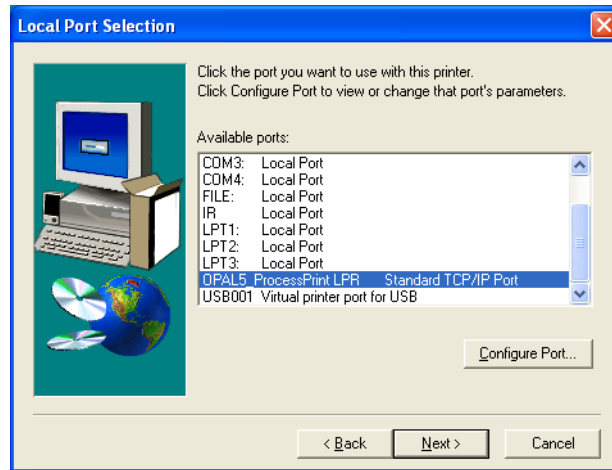 Local Port Selection
Click the port you want to use with this printer.
Click Configure Port to view or change that port's parameters.
Available ports:
COM3: Local Port
COM4: Local Port
FILE: Local Port
IR Local Port
LPT1: Local Port
LPT2: Local Port
LPT3: Local Port
OPAL5_ProcessPrint LPR Standard TCP/IP Port
USB001 Virtual printer port for USB
Configure Port...
< Back Next > Cancel